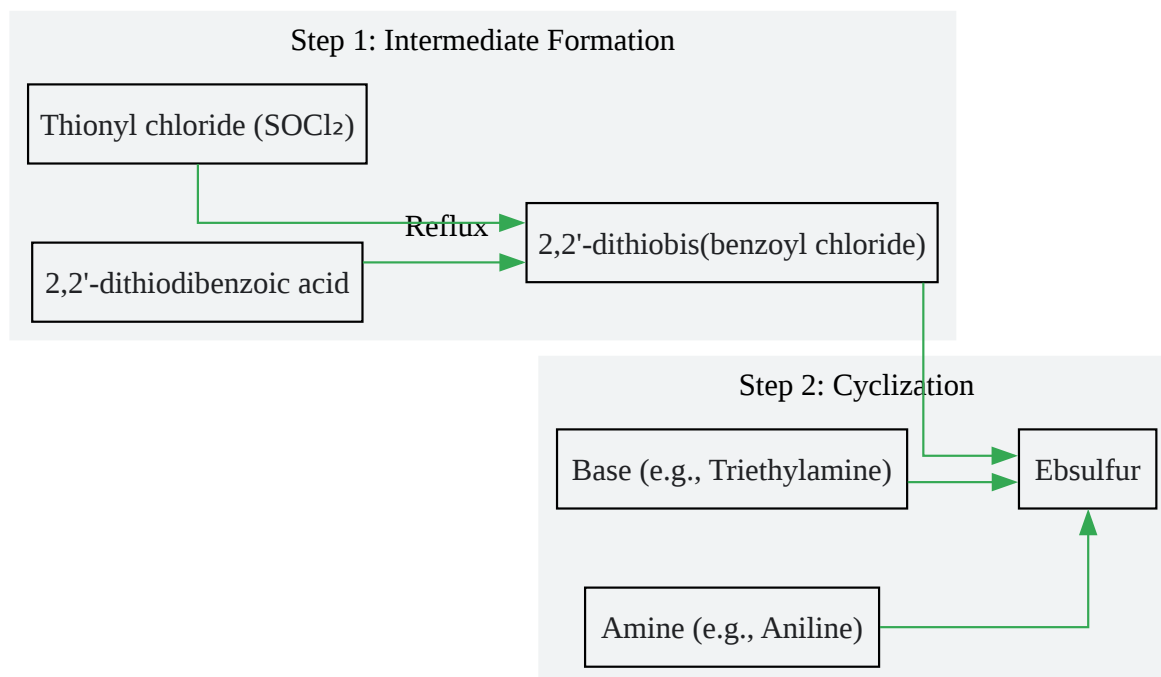 Step 1: Intermediate Formation
Thionyl chloride (SOCl₂)
Reflux
2,2'-dithiobis(benzoyl chloride)
2,2'-dithiodibenzoic acid
Step 2: Cyclization
Base (e.g., Triethylamine)
Ebsulfur
Amine (e.g., Aniline)